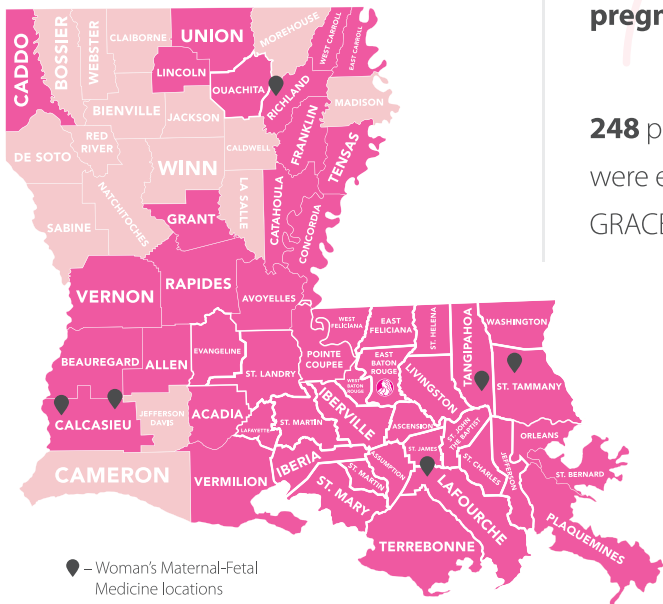 pregn
248 p
were e
GRACE
CADDO
BOSSIER
WEBSTER
CLAIBORNE
UNION
MOREHOUSE
WEST CARROLL
EAST CARROLL
LINCOLN
OUACHITA
RICHLAND
MADISON
BIENVILLE
JACKSON
FRANKLIN
TENSAS
DE SOTO
RED
RIVER
WINN
CALDWELL
NATCHITOCHES
LA SALLE
CATAHOULA
CONCORDIA
SABINE
GRANT
VERNON
RAPIDES
AVOYELLES
BEAUREGARD
ALLEN
EVANGELINE
ST. LANDRY
POINTE
COUPEE
WEST
FELICIANA
EAST
FELICIANA
ST. HELENA
TANGIPAHOA
WASHINGTON
EAST
BATON
ROUGE
WEST
BATON
ROUGE
LIVINGSTON
ST. TAMMANY
CALCASIEU
JEFFERSON
DAVIS
ACADIA
LAFAYETTE
ST. MARTIN
IBERVILLE
ASCENSION
ST. JOHN
THE BAPTIST
ORLEANS
CAMERON
VERMILION
IBERIA
ST. MARTIN
ASSUMPTION
ST. JAMES
ST. CHARLES
JEFFERSON
ST. BERNARD
ST. MARY
LAFOURCHE
TERREBONNE
PLAQUEMINES
– Woman's Maternal-Fetal
Medicine locations